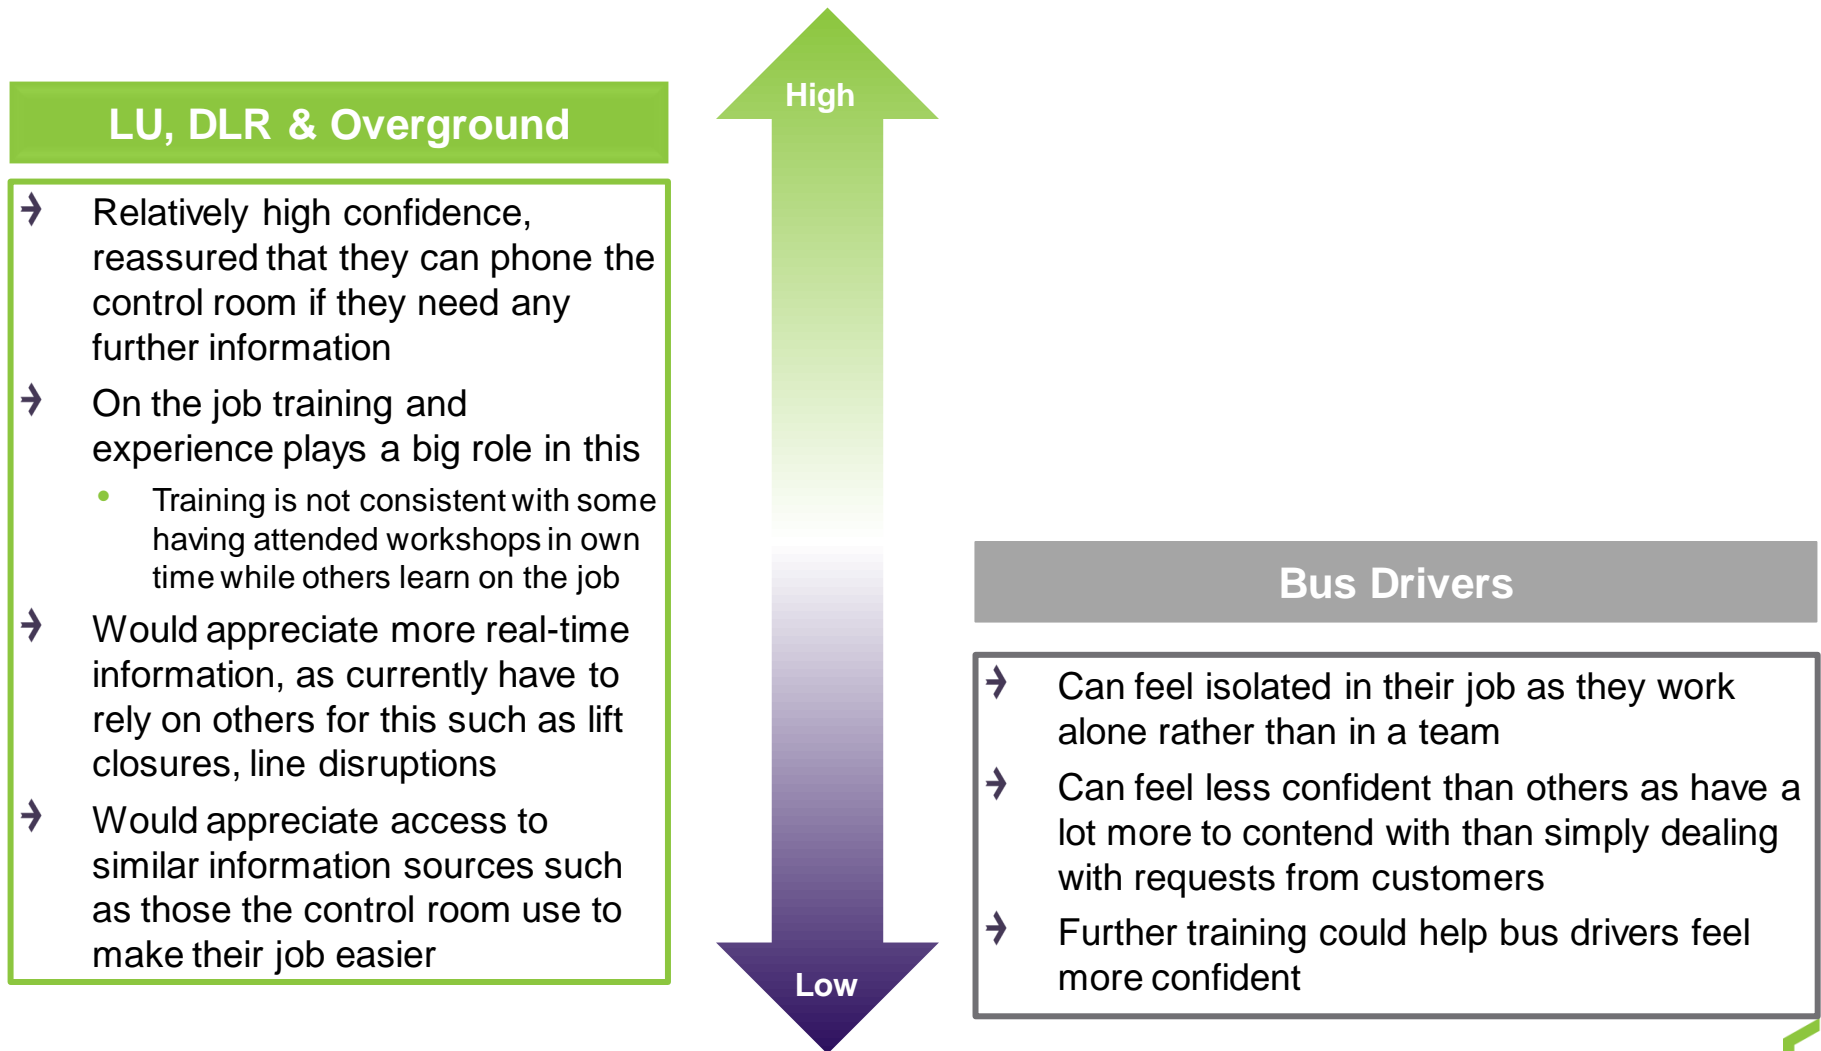 LU, DLR & Overground
Relatively high confidence,
reassured that they can phone the
control room if they need any
further information
On the job training and
experience plays a big role in this
Training is not consistent with some
having attended workshops in own
time while others learn on the job
Would appreciate more real-time
information, as currently have to
rely on others for this such as lift
closures, line disruptions
Would appreciate access to
similar information sources such
as those the control room use to
make their job easier
High
Low
Bus Drivers
Can feel isolated in their job as they work
alone rather than in a team
Can feel less confident than others as have a
lot more to contend with than simply dealing
with requests from customers
Further training could help bus drivers feel
more confident